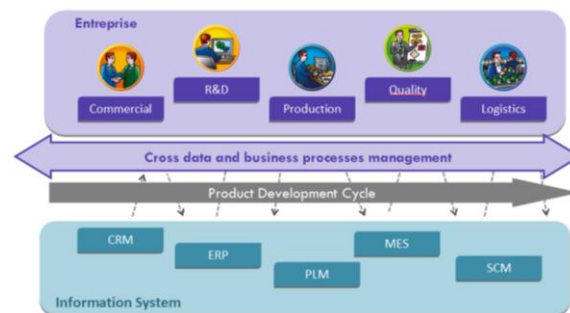 Entreprise
Commercial
R&D
Production
Quality
Logistics
Cross data and business processes management
Product Development Cycle
CRM
ERP
PLM
MES
SCM
Information System